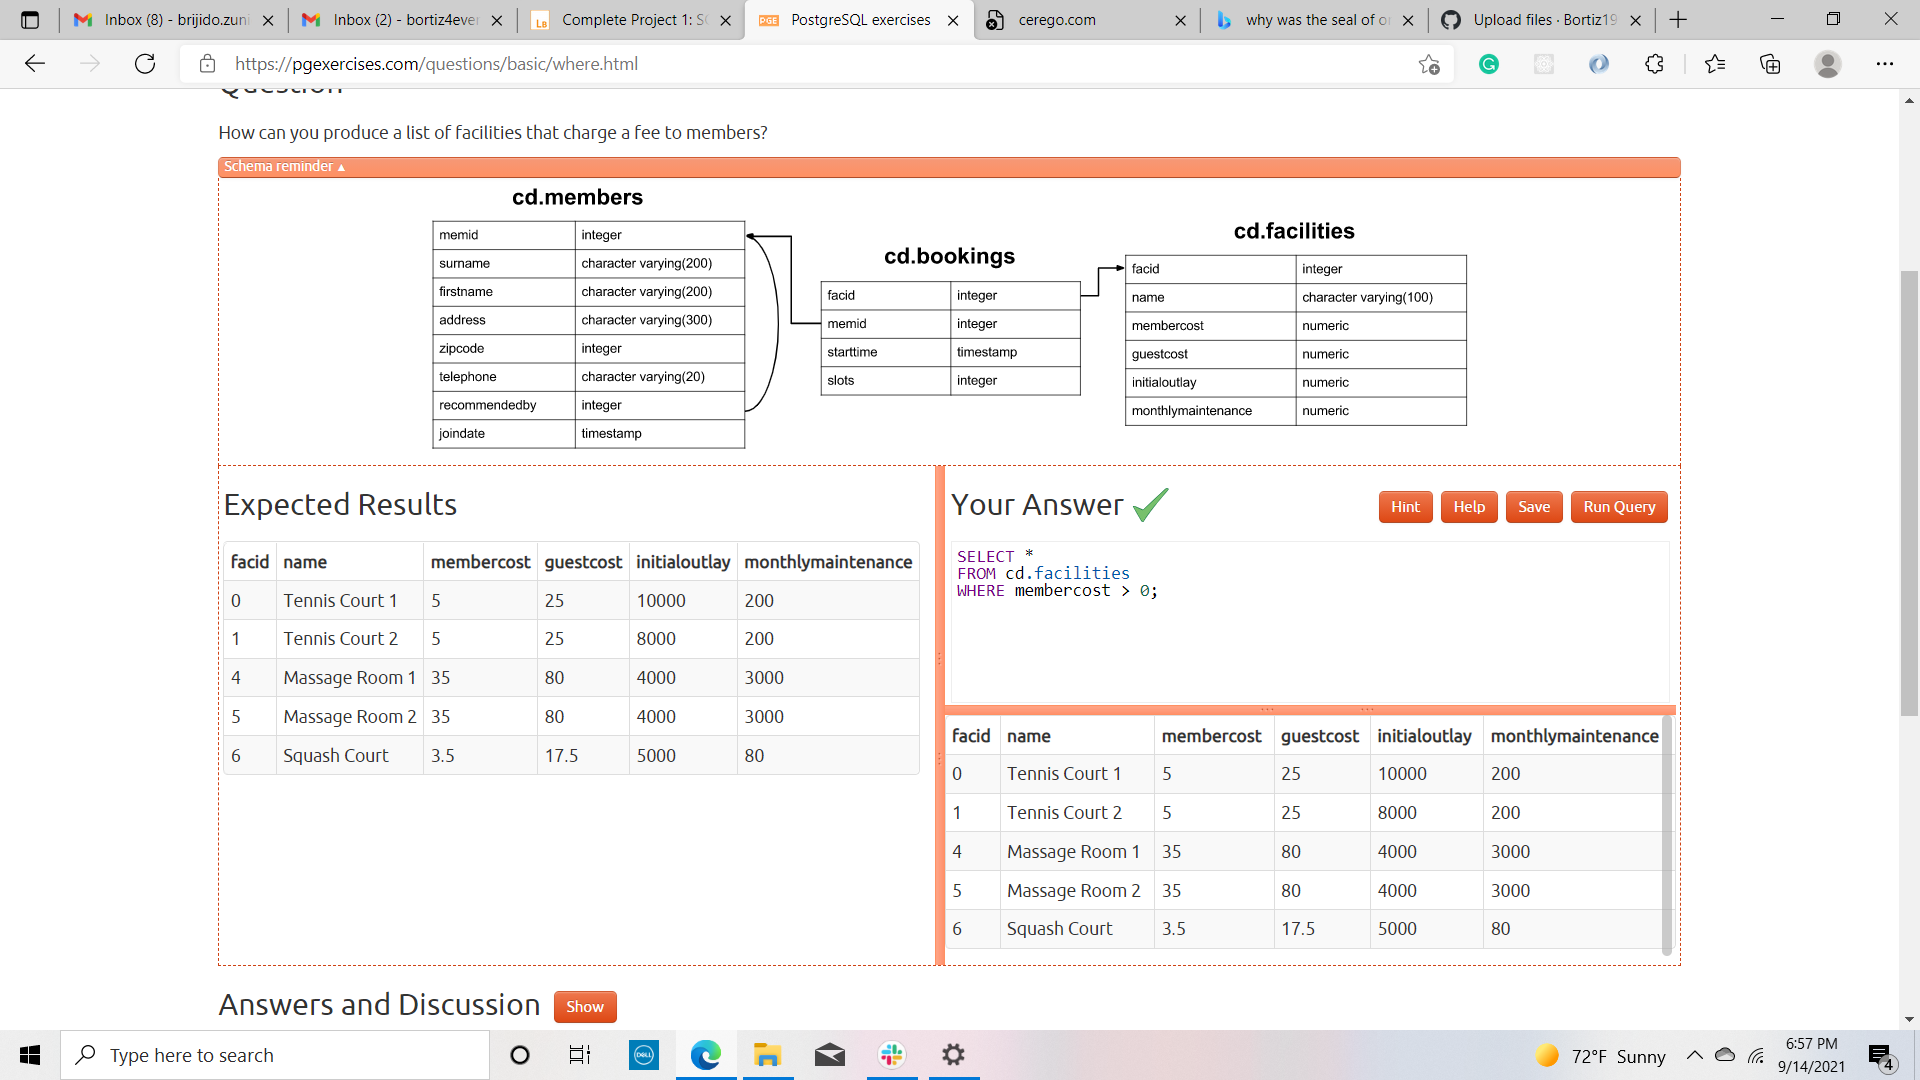 Inbox (8) - brijido.zuni
Inbox (2) - bortiz4ever
LB
Complete Project 1: S
PGE
PostgreSQL exercises
cerego.com
why was the seal of o
Upload files · Bortiz19
https://pgexercises.com/questions/basic/where.html
Question
How can you produce a list of facilities that charge a fee to members?
Schema reminder ▲
cd.members
memid integer
surname character varying(200)
firstname character varying(200)
address character varying(300)
zipcode integer
telephone character varying(20)
recommendedby integer
joindate timestamp
cd.bookings
facid integer
memid integer
starttime timestamp
slots integer
cd.facilities
facid integer
name character varying(100)
membercost numeric
guestcost numeric
initialoutlay numeric
monthlymaintenance numeric
Expected Results
facid name membercost guestcost initialoutlay monthlymaintenance
0 Tennis Court 1 5 25 10000 200
1 Tennis Court 2 5 25 8000 200
4 Massage Room 1 35 80 4000 3000
5 Massage Room 2 35 80 4000 3000
6 Squash Court 3.5 17.5 5000 80
Your Answer
Hint Help Save Run Query
SELECT *
FROM cd.facilities
WHERE membercost > 0;
facid name membercost guestcost initialoutlay monthlymaintenance
0 Tennis Court 1 5 25 10000 200
1 Tennis Court 2 5 25 8000 200
4 Massage Room 1 35 80 4000 3000
5 Massage Room 2 35 80 4000 3000
6 Squash Court 3.5 17.5 5000 80
Answers and Discussion Show
Type here to search
DELL
72°F Sunny
6:57 PM
9/14/2021
4